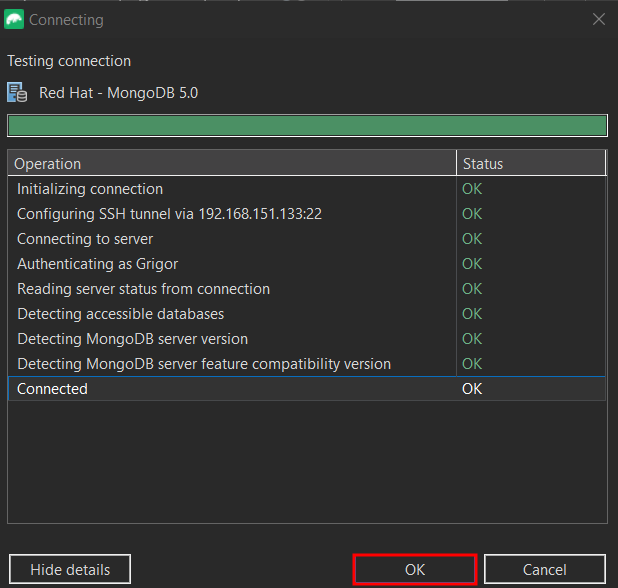 Connecting
Testing connection
Red Hat - MongoDB 5.0
Operation Status
Initializing connection OK
Configuring SSH tunnel via 192.168.151.133:22 OK
Connecting to server OK
Authenticating as Grigor OK
Reading server status from connection OK
Detecting accessible databases OK
Detecting MongoDB server version OK
Detecting MongoDB server feature compatibility version OK
Connected OK
Hide details OK Cancel